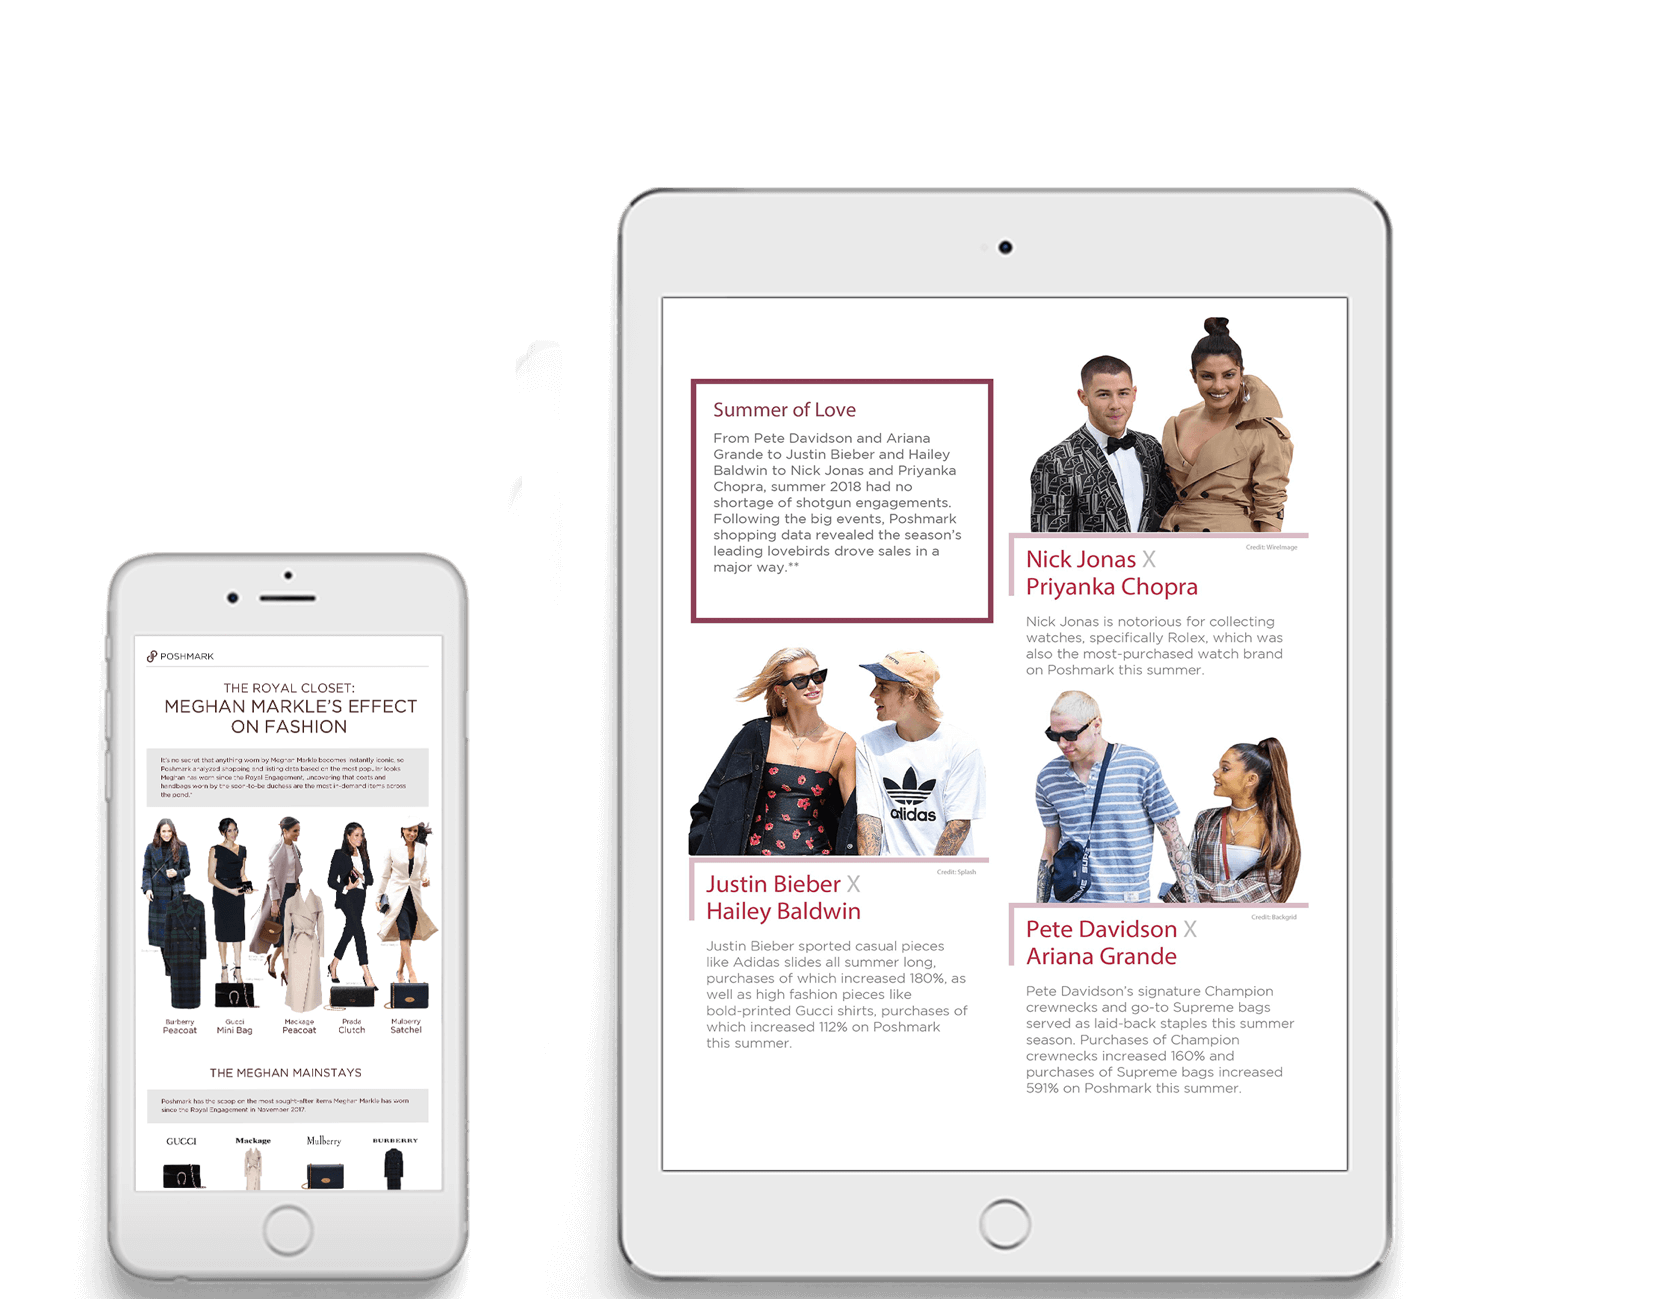 POSHMARK
THE ROYAL CLOSET:
MEGHAN MARKLE'S EFFECT
ON FASHION
It's no secret that anything worn by Meghan Markle becomes instantly iconic, so
Poshmark analyzed shopping and listing data based on the most popular looks
Meghan has worn since the Royal Engagement, uncovering that coats and
handbags worn by the soon-to-be duchess are the most in-demand items across
the pond.*
Burberry
Peacoat
Gucci
Mini Bag
Mackage
Peacoat
Prada
Clutch
Mulberry
Satchel
THE MEGHAN MAINSTAYS
Poshmark has the scoop on the most sought-after items Meghan Markle has worn
since the Royal Engagement in November 2017.
GUCCI
Mackage
Mulberry
BURBERRY
Summer of Love
From Pete Davidson and Ariana
Grande to Justin Bieber and Hailey
Baldwin to Nick Jonas and Priyanka
Chopra, summer 2018 had no
shortage of shotgun engagements.
Following the big events, Poshmark
shopping data revealed the season's
leading lovebirds drove sales in a
major way.**
Credit: WireImage
Nick Jonas X
Priyanka Chopra
Nick Jonas is notorious for collecting
watches, specifically Rolex, which was
also the most-purchased watch brand
on Poshmark this summer.
adidas
Credit: Splash
Justin Bieber X
Hailey Baldwin
Justin Bieber sported casual pieces
like Adidas slides all summer long,
purchases of which increased 180%, as
well as high fashion pieces like
bold-printed Gucci shirts, purchases of
which increased 112% on Poshmark
this summer.
Credit: Backgrid
Pete Davidson X
Ariana Grande
Pete Davidson's signature Champion
crewnecks and go-to Supreme bags
served as laid-back staples this summer
season. Purchases of Champion
crewnecks increased 160% and
purchases of Supreme bags increased
591% on Poshmark this summer.